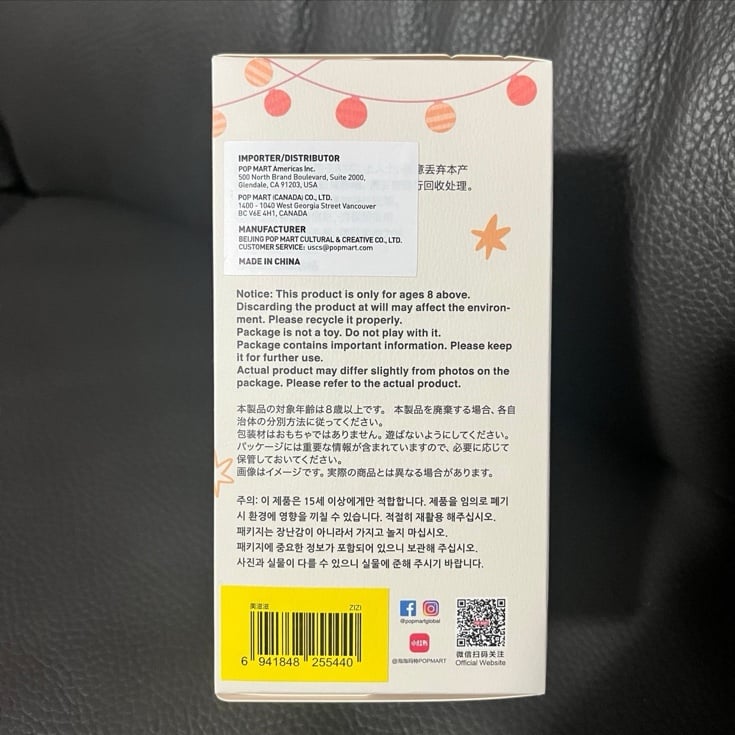 IMPORTER/DISTRIBUTOR
POP MART Americas Inc.
500 North Brand Boulevard, Suite 2000,
Glendale, CA 91203, USA
POP MART (CANADA) CO., LTD.
1400 - 1040 West Georgia Street Vancouver
BC V6E 4H1, CANADA
MANUFACTURER
BEIJING POP MART CULTURAL & CREATIVE CO., LTD.
CUSTOMER SERVICE: uscs@popmart.com
MADE IN CHINA
意丢弃本产
行回收处理。
Notice: This product is only for ages 8 above.
Discarding the product at will may affect the environ-
ment. Please recycle it properly.
Package is not a toy. Do not play with it.
Package contains important information. Please keep
it for further use.
Actual product may differ slightly from photos on the
package. Please refer to the actual product.
本製品の対象年齢は8歳以上です。 本製品を廃棄する場合、各自
治体の分別方法に従ってください。
包装材はおもちゃではありません。遊ばないようにしてください。
パッケージには重要な情報が含まれていますので、必要に応じて
保管しておいてください。
画像はイメージです。実際の商品とは異なる場合があります。
주의: 이 제품은 15세 이상에게만 적합합니다. 제품을 임의로 폐기
시 환경에 영향을 끼칠 수 있습니다. 적절히 재활용 해주십시오.
패키지는 장난감이 아니라서 가지고 놀지 마십시오.
패키지에 중요한 정보가 포함되어 있으니 보관해 주십시오.
사진과 실물이 다를 수 있으니 실물에 준해 주시기 바랍니다.
美滋滋 ZIZI
6 941848 255440
@popmartglobal
小红书
@泡泡玛特POPMART
微信扫码关注
Official Website